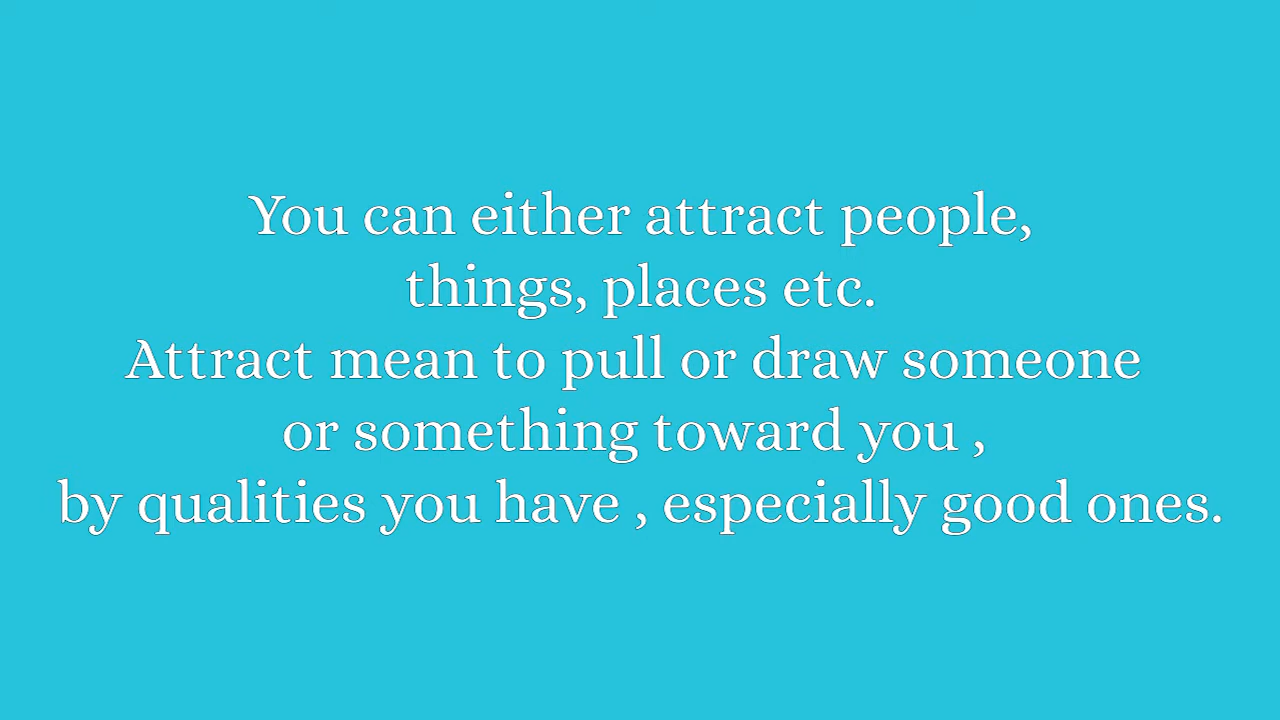 You can either attract people,
things, places etc.
Attract mean to pull or draw someone
or something toward you ,
by qualities you have , especially good ones.